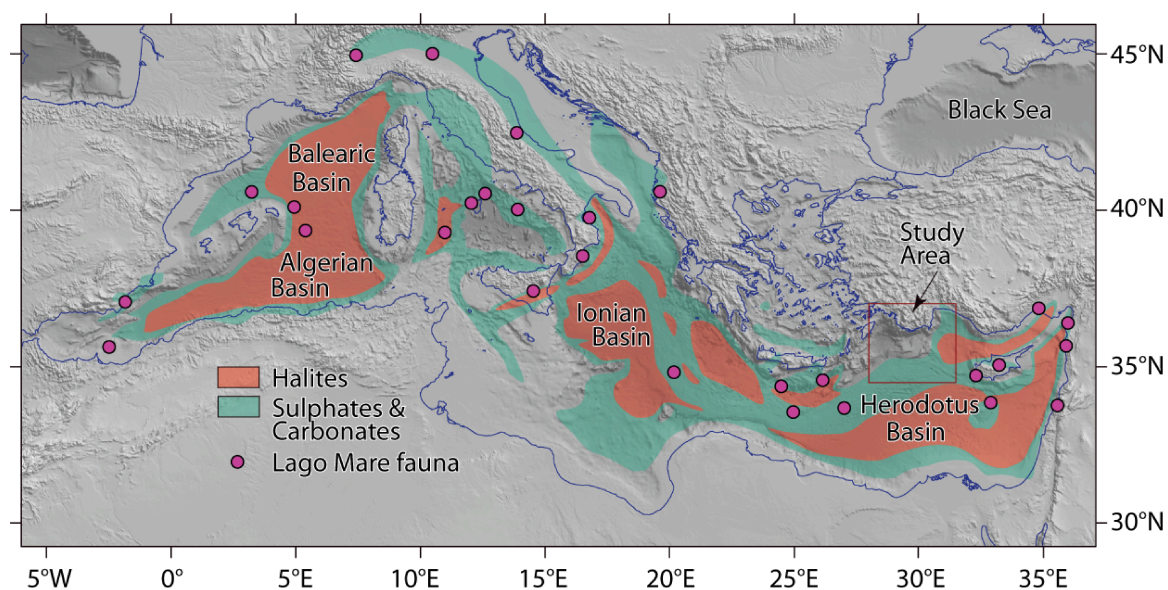 45°N
Black Sea
Balearic
Basin
40°N
Study
Area
Algerian
Basin
Ionian
Basin
35°N
Halites
Sulphates &
Carbonates
Herodotus
Basin
Lago Mare fauna
30°N
5°W
0°
5°E
10°E
15°E
20°E
25°E
30°E
35°E